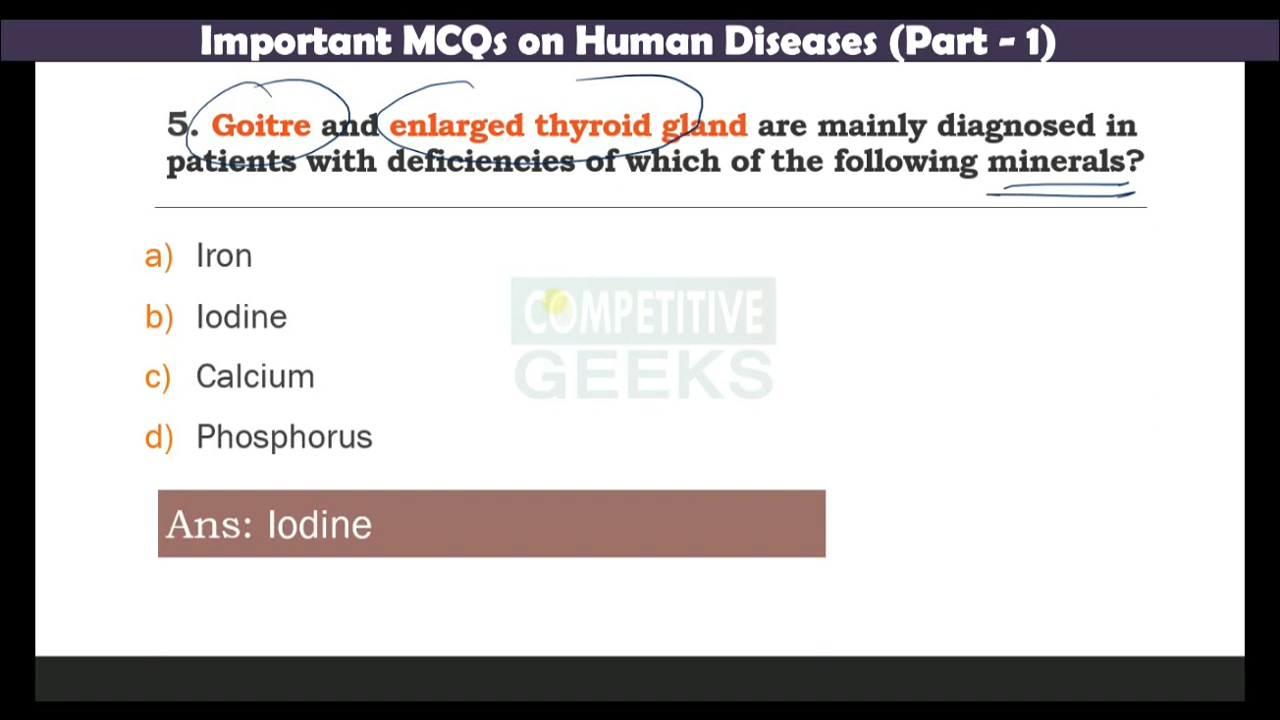 Important MCQs on Human Diseases (Part - 1)
5. Goitre and enlarged thyroid gland are mainly diagnosed in
patients with deficiencies of which of the following minerals?
a) Iron
b) Iodine
c) Calcium
d) Phosphorus
COMPETITIVE
GEEKS
Ans: Iodine